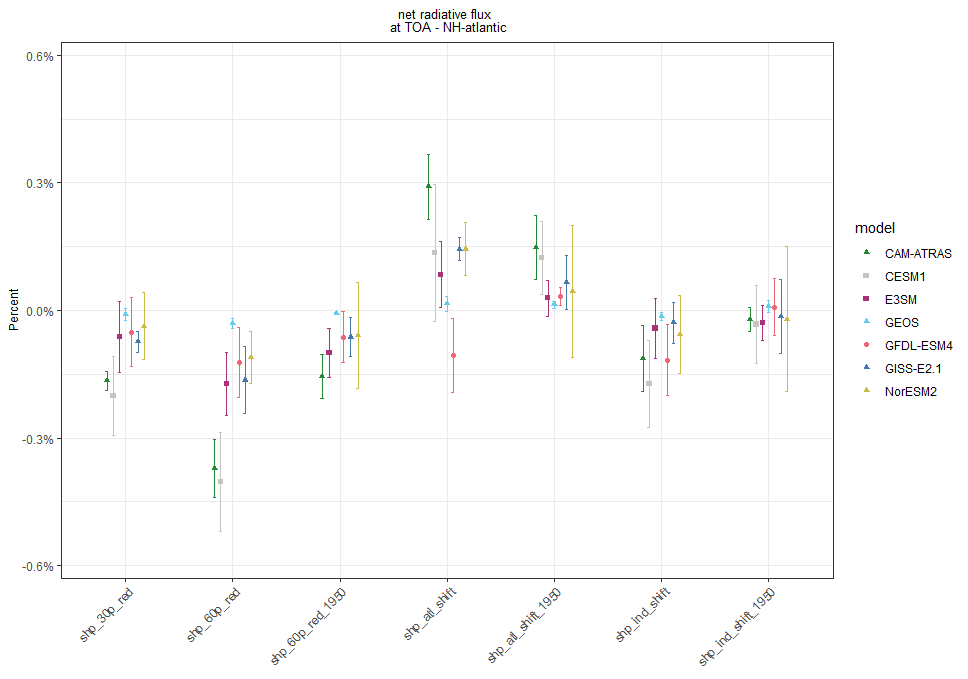 net radiative flux
at TOA - NH-atlantic
Percent
0.6%
0.3%
0.0%
-0.3%
-0.6%
shp_30p_red
shp_60p_red
shp_60p_red_1950
shp_atl_shift
shp_atl_shift_1950
shp_ind_shift
shp_ind_shift_1950
model
CAM-ATRAS
CESM1
E3SM
GEOS
GFDL-ESM4
GISS-E2.1
NorESM2